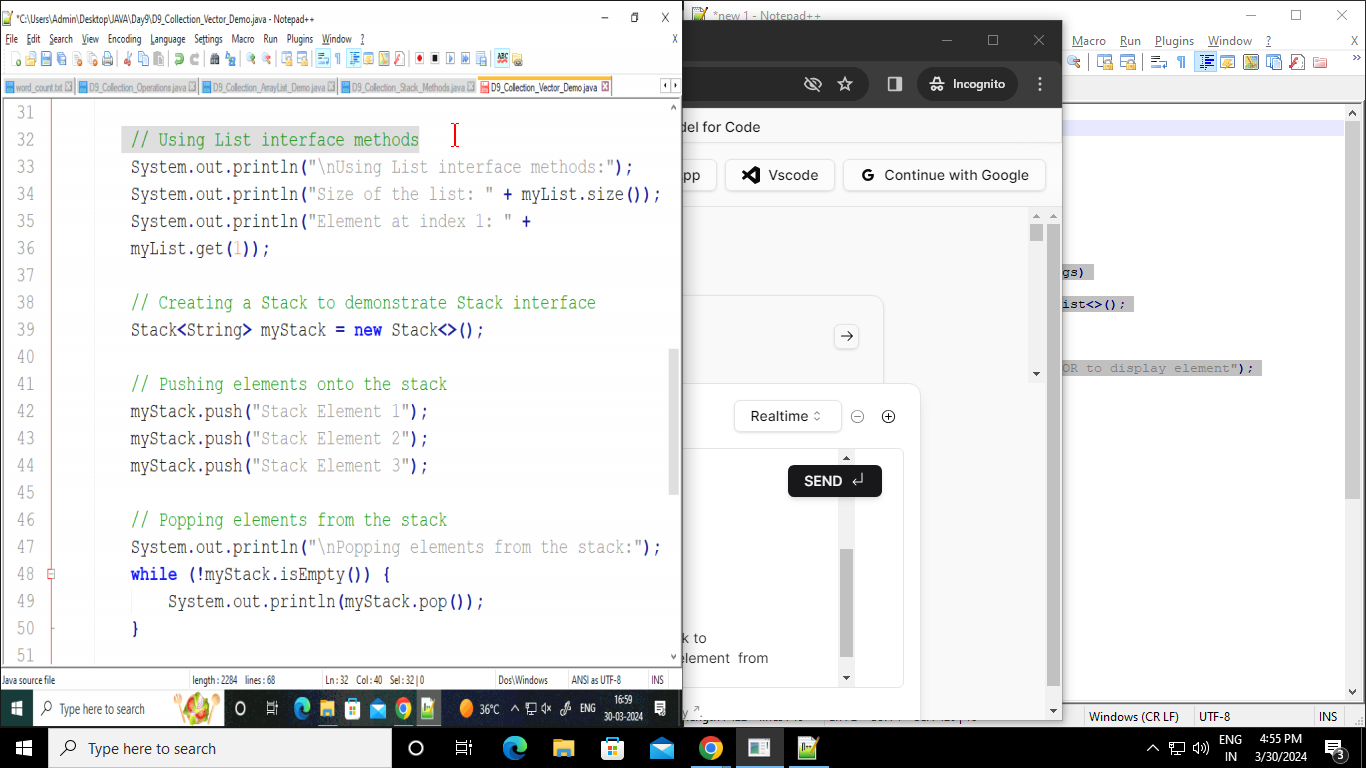 *C:\Users\Admin\Desktop\JAVA\Day9\D9_Collection_Vector_Demo.java - Notepad++
File Edit Search View Encoding Language Settings Macro Run Plugins Window ? X
word_count.txt D9_Collection_Operations.java D9_Collection_ArrayList_Demo.java D9_Collection_Stack_Methods.java D9_Collection_Vector_Demo.java
31
32 // Using List interface methods
33 System.out.println("\nUsing List interface methods:");
34 System.out.println("Size of the list: " + myList.size());
35 System.out.println("Element at index 1: " +
36 myList.get(1));
37
38 // Creating a Stack to demonstrate Stack interface
39 Stack<String> myStack = new Stack<>();
40
41 // Pushing elements onto the stack
42 myStack.push("Stack Element 1");
43 myStack.push("Stack Element 2");
44 myStack.push("Stack Element 3");
45
46 // Popping elements from the stack
47 System.out.println("\nPopping elements from the stack:");
48 while (!myStack.isEmpty()) {
49 System.out.println(myStack.pop());
50 }
51
Java source file length : 2284 lines : 68 Ln : 32 Col : 40 Sel : 32 | 0 Dos\Windows ANSI as UTF-8 INS
Type here to search 36°C ENG 16:59
30-03-2024
*new 1 - Notepad++
Macro Run Plugins Window ? X
Incognito
del for Code
pp Vscode Continue with Google
gs)
ist<>();
OR to display element");
Realtime
SEND
k to
element from
Windows (CR LF) UTF-8 INS
Type here to search
ENG
IN
4:55 PM
3/30/2024
3